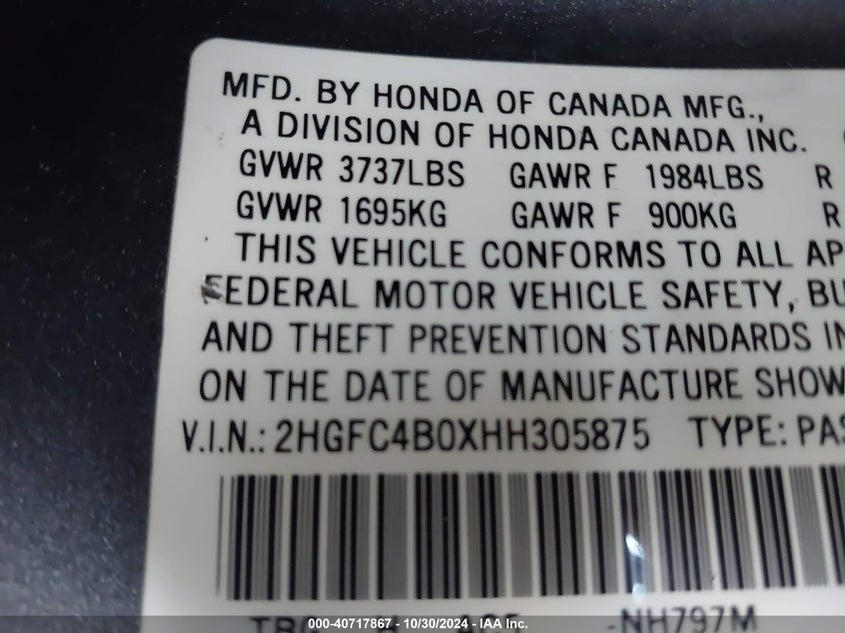 MFD. BY HONDA OF CANADA MFG.,
A DIVISION OF HONDA CANADA INC.
GVWR 3737LBS GAWR F 1984LBS R
GVWR 1695KG GAWR F 900KG R
THIS VEHICLE CONFORMS TO ALL AP
FEDERAL MOTOR VEHICLE SAFETY, BU
AND THEFT PREVENTION STANDARDS IN
ON THE DATE OF MANUFACTURE SHOW
V.I.N.: 2HGFC4B0XHH305875 TYPE: PAS
-NH797M
000-40717867 - 10/30/2024 - IAA Inc.